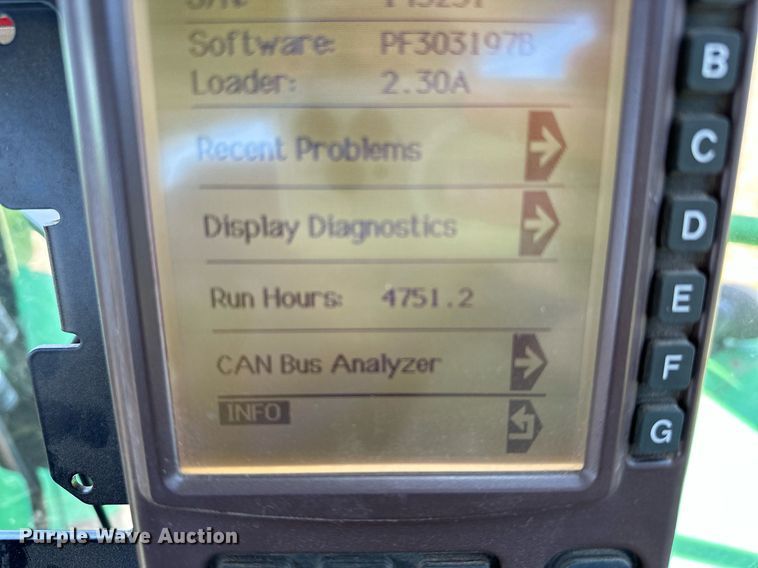 Software: PF303197B
Loader: 2.30A
Recent Problems
Display Diagnostics
Run Hours: 4751.2
CAN Bus Analyzer
INFO
B
C
D
E
F
G
Purple Wave Auction